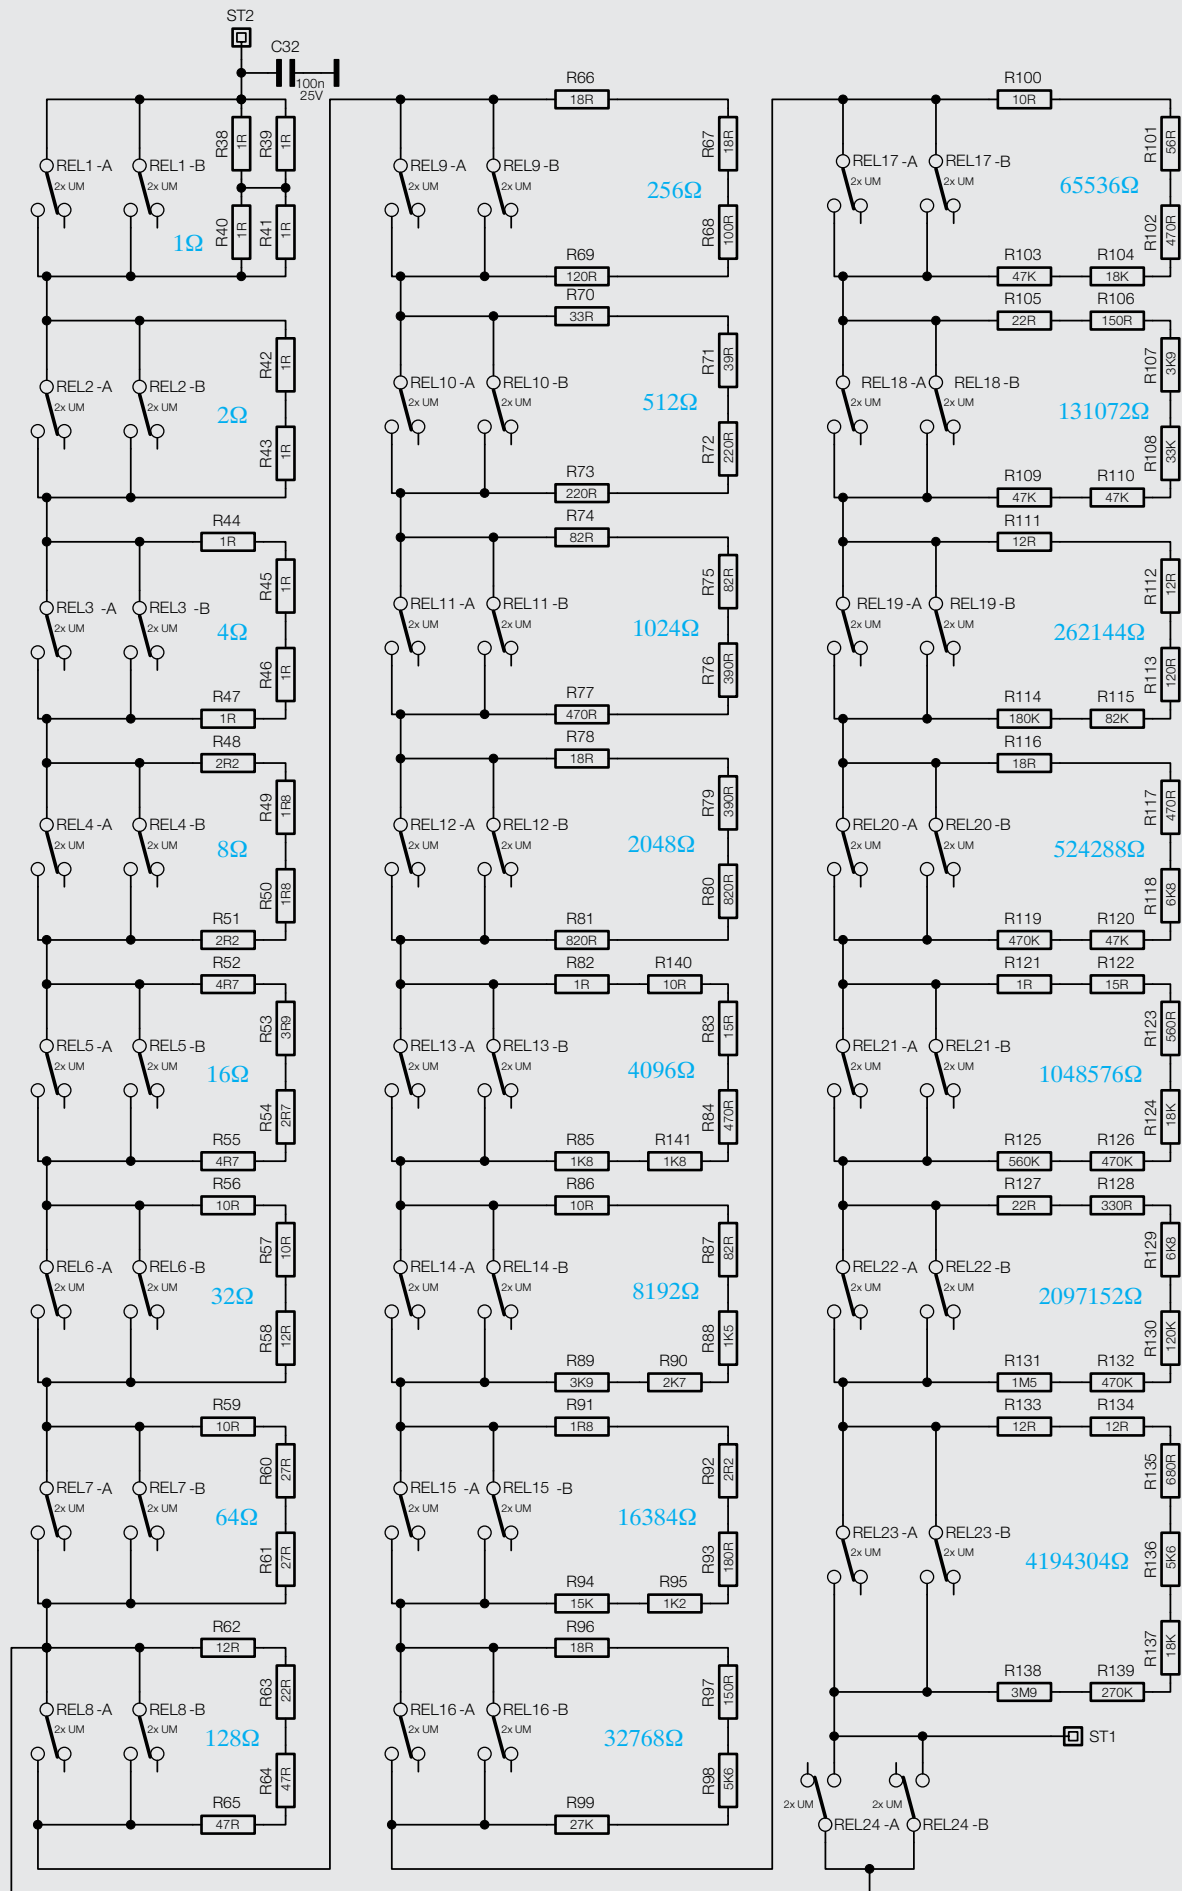 ST2
C32
100n
25V
R38
1R
R39
1R
REL1 -A
2x UM
REL1 -B
2x UM
R40
1R
R41
1R
1Ω
R42
1R
REL2 -A
2x UM
REL2 -B
2x UM
2Ω
R43
1R
R44
1R
R45
1R
REL3 -A
2x UM
REL3 -B
2x UM
4Ω
R46
1R
R47
1R
R48
2R2
R49
1R8
REL4 -A
2x UM
REL4 -B
2x UM
8Ω
R50
1R8
R51
2R2
R52
4R7
R53
3R9
REL5 -A
2x UM
REL5 -B
2x UM
16Ω
R54
2R7
R55
4R7
R56
10R
R57
10R
REL6 -A
2x UM
REL6 -B
2x UM
32Ω
R58
12R
R59
10R
R60
27R
REL7 -A
2x UM
REL7 -B
2x UM
64Ω
R61
27R
R62
12R
R63
22R
REL8 -A
2x UM
REL8 -B
2x UM
128Ω
R64
47R
R65
47R
R66
18R
R67
18R
REL9 -A
2x UM
REL9 -B
2x UM
256Ω
R68
100R
R69
120R
R70
33R
R71
39R
REL10 -A
2x UM
REL10 -B
2x UM
512Ω
R72
220R
R73
220R
R74
82R
R75
82R
REL11 -A
2x UM
REL11 -B
2x UM
1024Ω
R76
390R
R77
470R
R78
18R
R79
390R
REL12 -A
2x UM
REL12 -B
2x UM
2048Ω
R80
820R
R81
820R
R82
1R
R140
10R
R83
15R
REL13 -A
2x UM
REL13 -B
2x UM
4096Ω
R84
470R
R85
1K8
R141
1K8
R86
10R
R87
82R
REL14 -A
2x UM
REL14 -B
2x UM
8192Ω
R88
1K5
R89
3K9
R90
2K7
R91
1R8
R92
2R2
REL15 -A
2x UM
REL15 -B
2x UM
16384Ω
R93
180R
R94
15K
R95
1K2
R96
18R
R97
150R
REL16 -A
2x UM
REL16 -B
2x UM
32768Ω
R98
5K6
R99
27K
R100
10R
R101
56R
REL17 -A
2x UM
REL17 -B
2x UM
65536Ω
R102
470R
R103
47K
R104
18K
R105
22R
R106
150R
R107
3K9
REL18 -A
2x UM
REL18 -B
2x UM
131072Ω
R108
33K
R109
47K
R110
47K
R111
12R
R112
12R
REL19 -A
2x UM
REL19 -B
2x UM
262144Ω
R113
120R
R114
180K
R115
82K
R116
18R
R117
470R
REL20 -A
2x UM
REL20 -B
2x UM
524288Ω
R118
6K8
R119
470K
R120
47K
R121
1R
R122
15R
R123
560R
REL21 -A
2x UM
REL21 -B
2x UM
1048576Ω
R124
18K
R125
560K
R126
470K
R127
22R
R128
330R
R129
6K8
REL22 -A
2x UM
REL22 -B
2x UM
2097152Ω
R130
120K
R131
1M5
R132
470K
R133
12R
R134
12R
R135
680R
REL23 -A
2x UM
REL23 -B
2x UM
4194304Ω
R136
5K6
R137
18K
R138
3M9
R139
270K
ST1
2x UM
REL24 -A
2x UM
REL24 -B